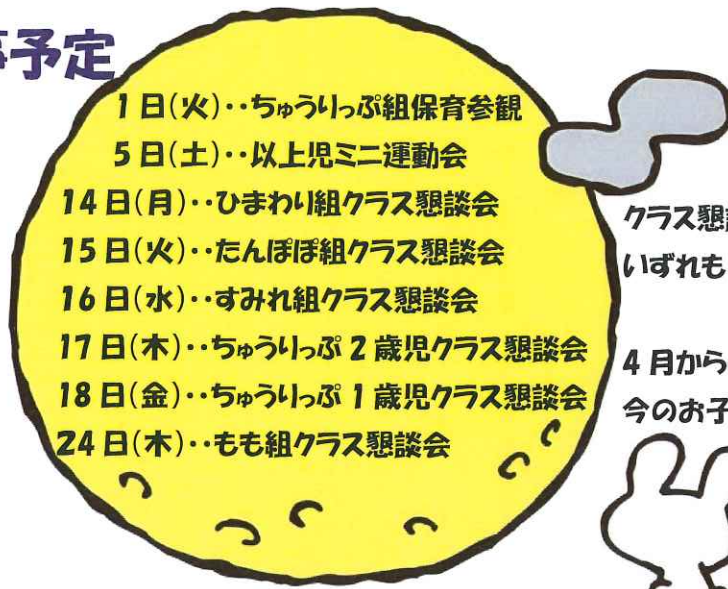 事予定
1日(火)‥ちゅうりっぷ組保育参観
5日(土)‥以上児ミニ運動会
14日(月)‥ひまわり組クラス懇談会
15日(火)‥たんぽぽ組クラス懇談会
16日(水)‥すみれ組クラス懇談会
17日(木)‥ちゅうりっぷ2歳児クラス懇談会
18日(金)‥ちゅうりっぷ1歳児クラス懇談会
24日(木)‥もも組クラス懇談会
クラス懇
いずれも
4月から
今のお子